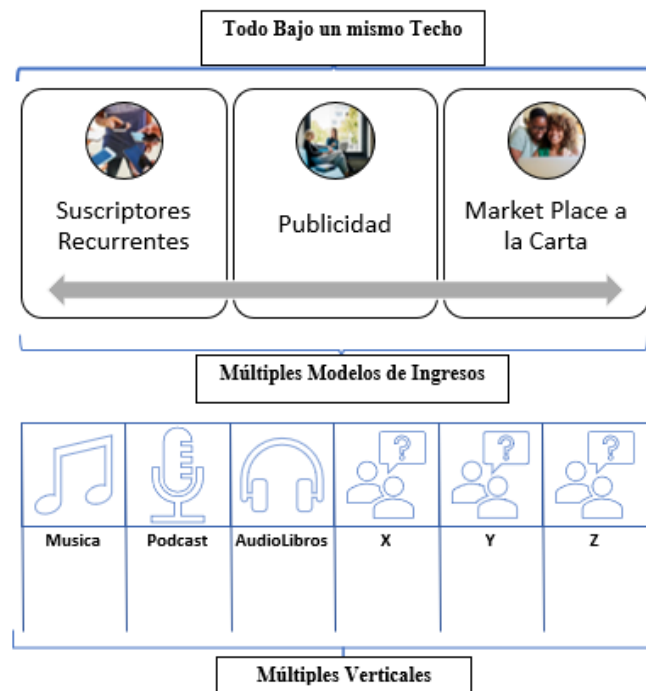 Todo Bajo un mismo Techo
Suscriptores
Recurrentes
Publicidad
Market Place a
la Carta
Múltiples Modelos de Ingresos
?
?
?
Musica
Podcast
AudioLibros
X
Y
Z
Múltiples Verticales